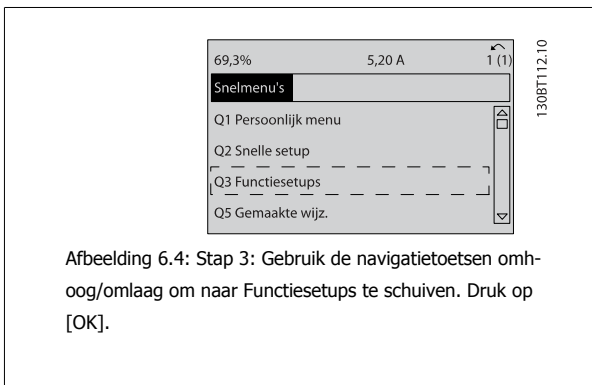 69,3% 5,20 A 1 (1)
Snelmenu's
Q1 Persoonlijk menu
Q2 Snelle setup
Q3 Functiesetups
Q5 Gemaakte wijz.
130BT112.10
Afbeelding 6.4: Stap 3: Gebruik de navigatietoetsen omh-
oog/omlaag om naar Functiesetups te schuiven. Druk op
[OK].